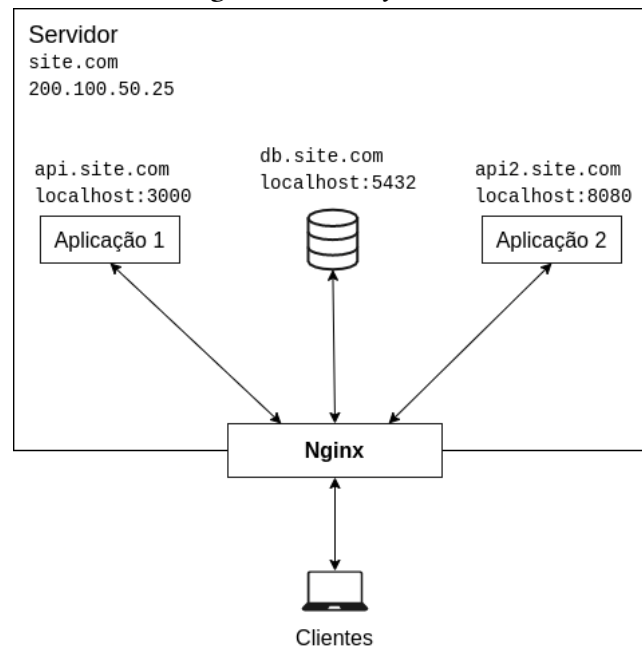 Servidor
site.com
200.100.50.25
api.site.com
localhost:3000
Aplicação 1
db.site.com
localhost:5432
api2.site.com
localhost:8080
Aplicação 2
Nginx
Clientes